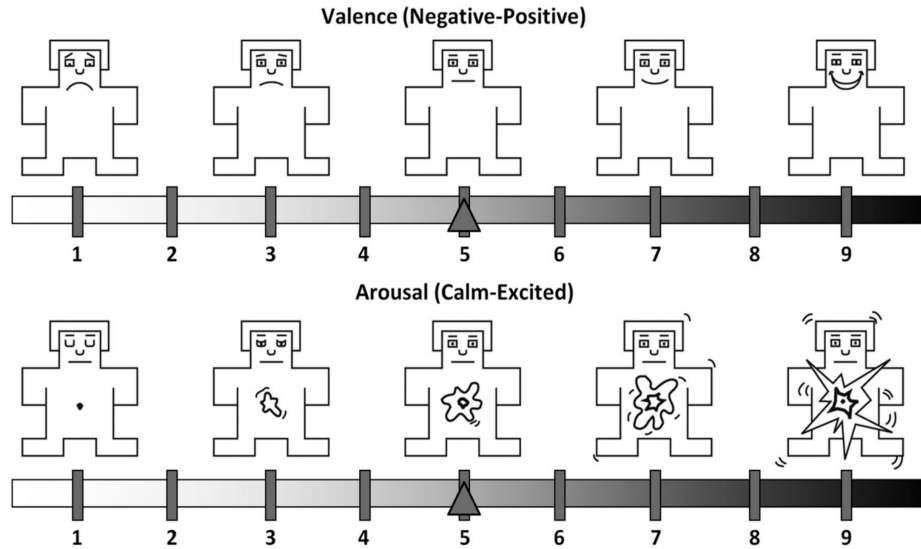 Valence (Negative-Positive)
1 2 3 4 5 6 7 8 9
Arousal (Calm-Excited)
1 2 3 4 5 6 7 8 9